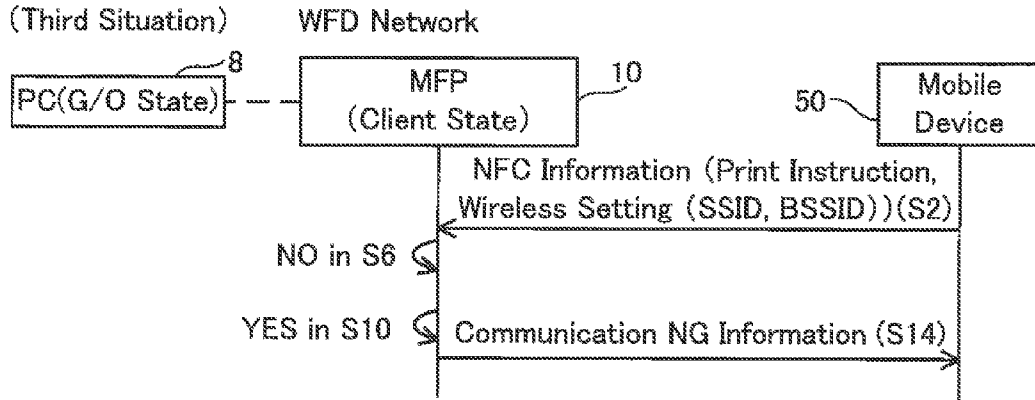 (Third Situation)
WFD Network
8
PC(G/O State)
MFP
(Client State)
10
50
Mobile
Device
NFC Information (Print Instruction,
Wireless Setting (SSID, BSSID))(S2)
NO in S6
YES in S10
Communication NG Information (S14)